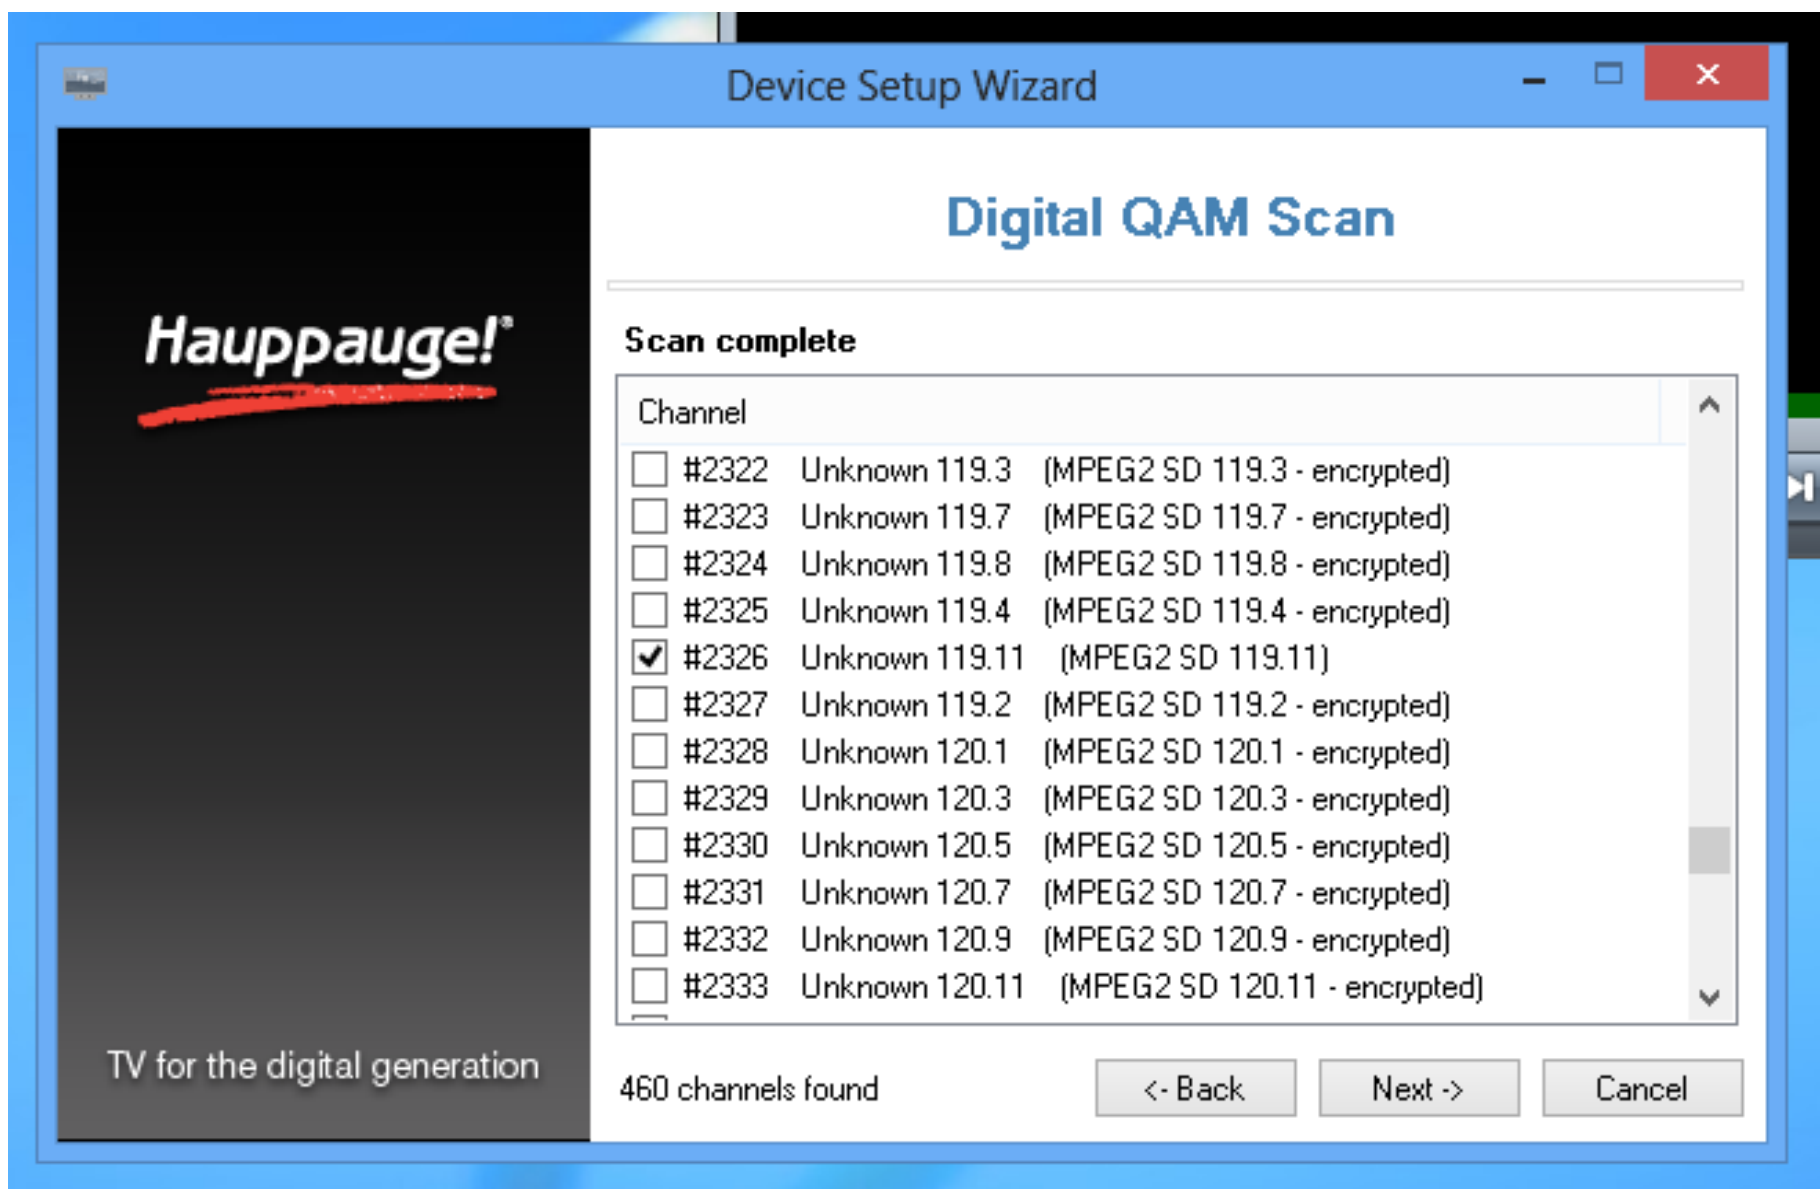 Device Setup Wizard
Hauppauge!®
TV for the digital generation
Digital QAM Scan
Scan complete
Channel
#2322 Unknown 119.3 (MPEG2 SD 119.3 - encrypted)
#2323 Unknown 119.7 (MPEG2 SD 119.7 - encrypted)
#2324 Unknown 119.8 (MPEG2 SD 119.8 - encrypted)
#2325 Unknown 119.4 (MPEG2 SD 119.4 - encrypted)
#2326 Unknown 119.11 (MPEG2 SD 119.11)
#2327 Unknown 119.2 (MPEG2 SD 119.2 - encrypted)
#2328 Unknown 120.1 (MPEG2 SD 120.1 - encrypted)
#2329 Unknown 120.3 (MPEG2 SD 120.3 - encrypted)
#2330 Unknown 120.5 (MPEG2 SD 120.5 - encrypted)
#2331 Unknown 120.7 (MPEG2 SD 120.7 - encrypted)
#2332 Unknown 120.9 (MPEG2 SD 120.9 - encrypted)
#2333 Unknown 120.11 (MPEG2 SD 120.11 - encrypted)
460 channels found
<- Back
Next ->
Cancel